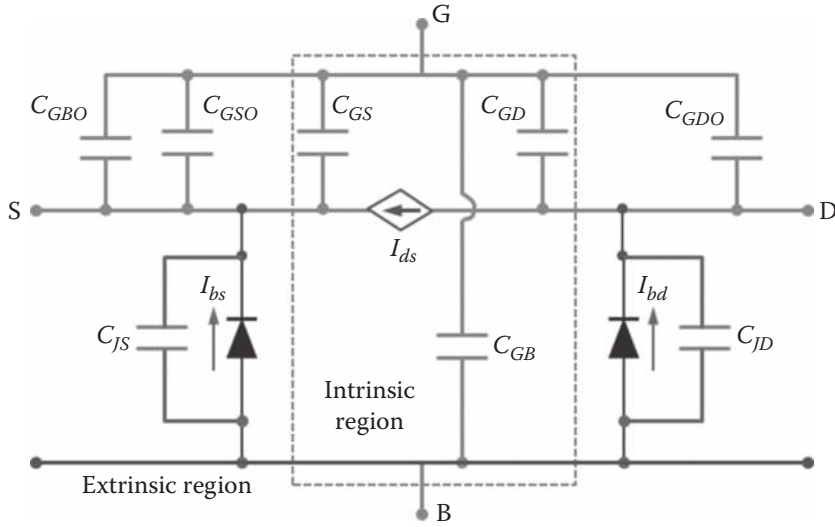 G
C_GBO
C_GSO
C_GS
C_GD
C_GDO
S
D
I_ds
I_bs
I_bd
C_JS
C_GB
C_JD
Intrinsic
region
Extrinsic region
B